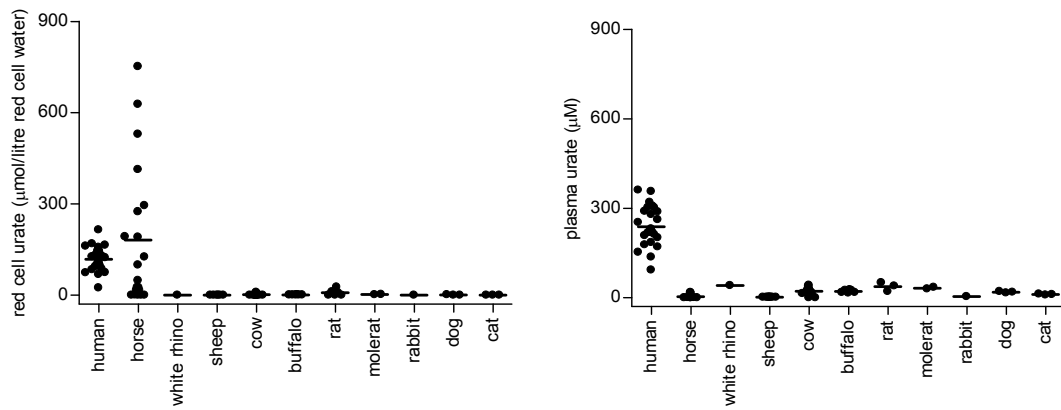 red cell urate (μmol/litre red cell water)
900
600
300
0
human
horse
white rhino
sheep
cow
buffalo
rat
molerat
rabbit
dog
cat
plasma urate (μM)
900
600
300
0
human
horse
white rhino
sheep
cow
buffalo
rat
molerat
rabbit
dog
cat